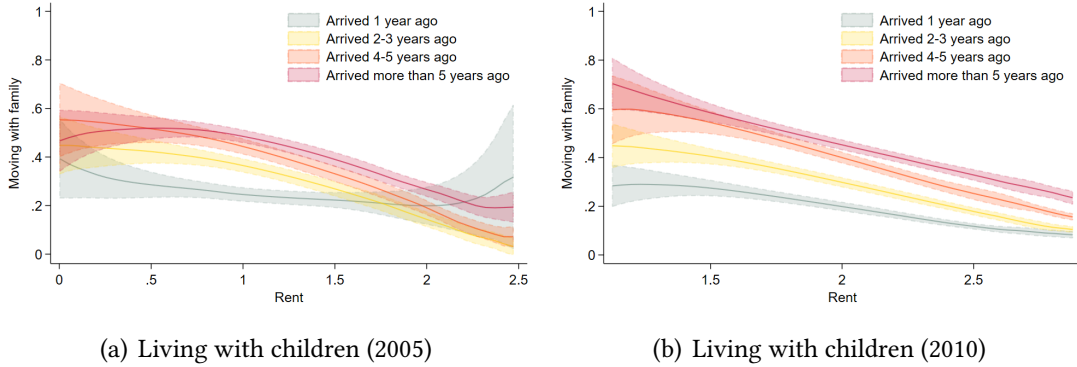 1
.8
.6
.4
.2
0
Moving with family
Arrived 1 year ago
Arrived 2-3 years ago
Arrived 4-5 years ago
Arrived more than 5 years ago
0
.5
1
1.5
2
2.5
Rent
(a) Living with children (2005)
1
.8
.6
.4
.2
0
Moving with family
Arrived 1 year ago
Arrived 2-3 years ago
Arrived 4-5 years ago
Arrived more than 5 years ago
1.5
2
2.5
Rent
(b) Living with children (2010)